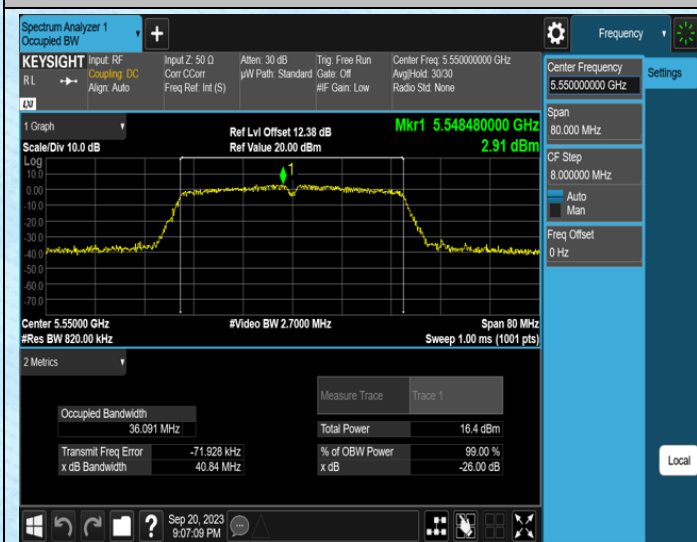 Spectrum Analyzer 1
Occupied BW
Frequency
KEYSIGHT
R L
LXI
Input: RF
Coupling: DC
Align: Auto
Input Z: 50 Ω
Corr CCorr
Freq Ref: Int (S)
Atten: 30 dB
µW Path: Standard
Trig: Free Run
Gate: Off
#IF Gain: Low
Center Freq: 5.550000000 GHz
Avg|Hold: 30/30
Radio Std: None
1 Graph
Scale/Div 10.0 dB
Ref Lvl Offset 12.38 dB
Ref Value 20.00 dBm
Mkr1 5.548480000 GHz
2.91 dBm
Log
10.0
0.00
-10.0
-20.0
-30.0
-40.0
-50.0
-60.0
-70.0
1
Center 5.55000 GHz
#Res BW 820.00 kHz
#Video BW 2.7000 MHz
Span 80 MHz
Sweep 1.00 ms (1001 pts)
2 Metrics
Measure Trace Trace 1
Occupied Bandwidth
36.091 MHz
Total Power 16.4 dBm
Transmit Freq Error -71.928 kHz
% of OBW Power 99.00 %
x dB Bandwidth 40.84 MHz
x dB -26.00 dB
Center Frequency
5.550000000 GHz
Settings
Span
80.000 MHz
CF Step
8.000000 MHz
Auto
Man
Freq Offset
0 Hz
Local
?
Sep 20, 2023
9:07:09 PM